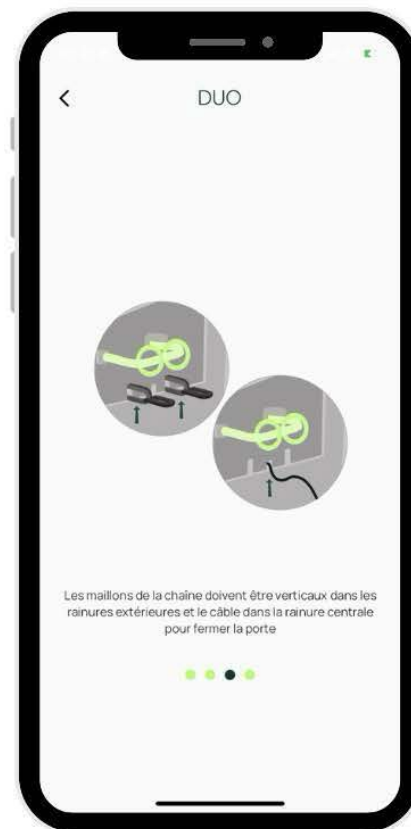 DUO
Les maillons de la chaîne doivent être verticaux dans les
rainures extérieures et le câble dans la rainure centrale
pour fermer la porte